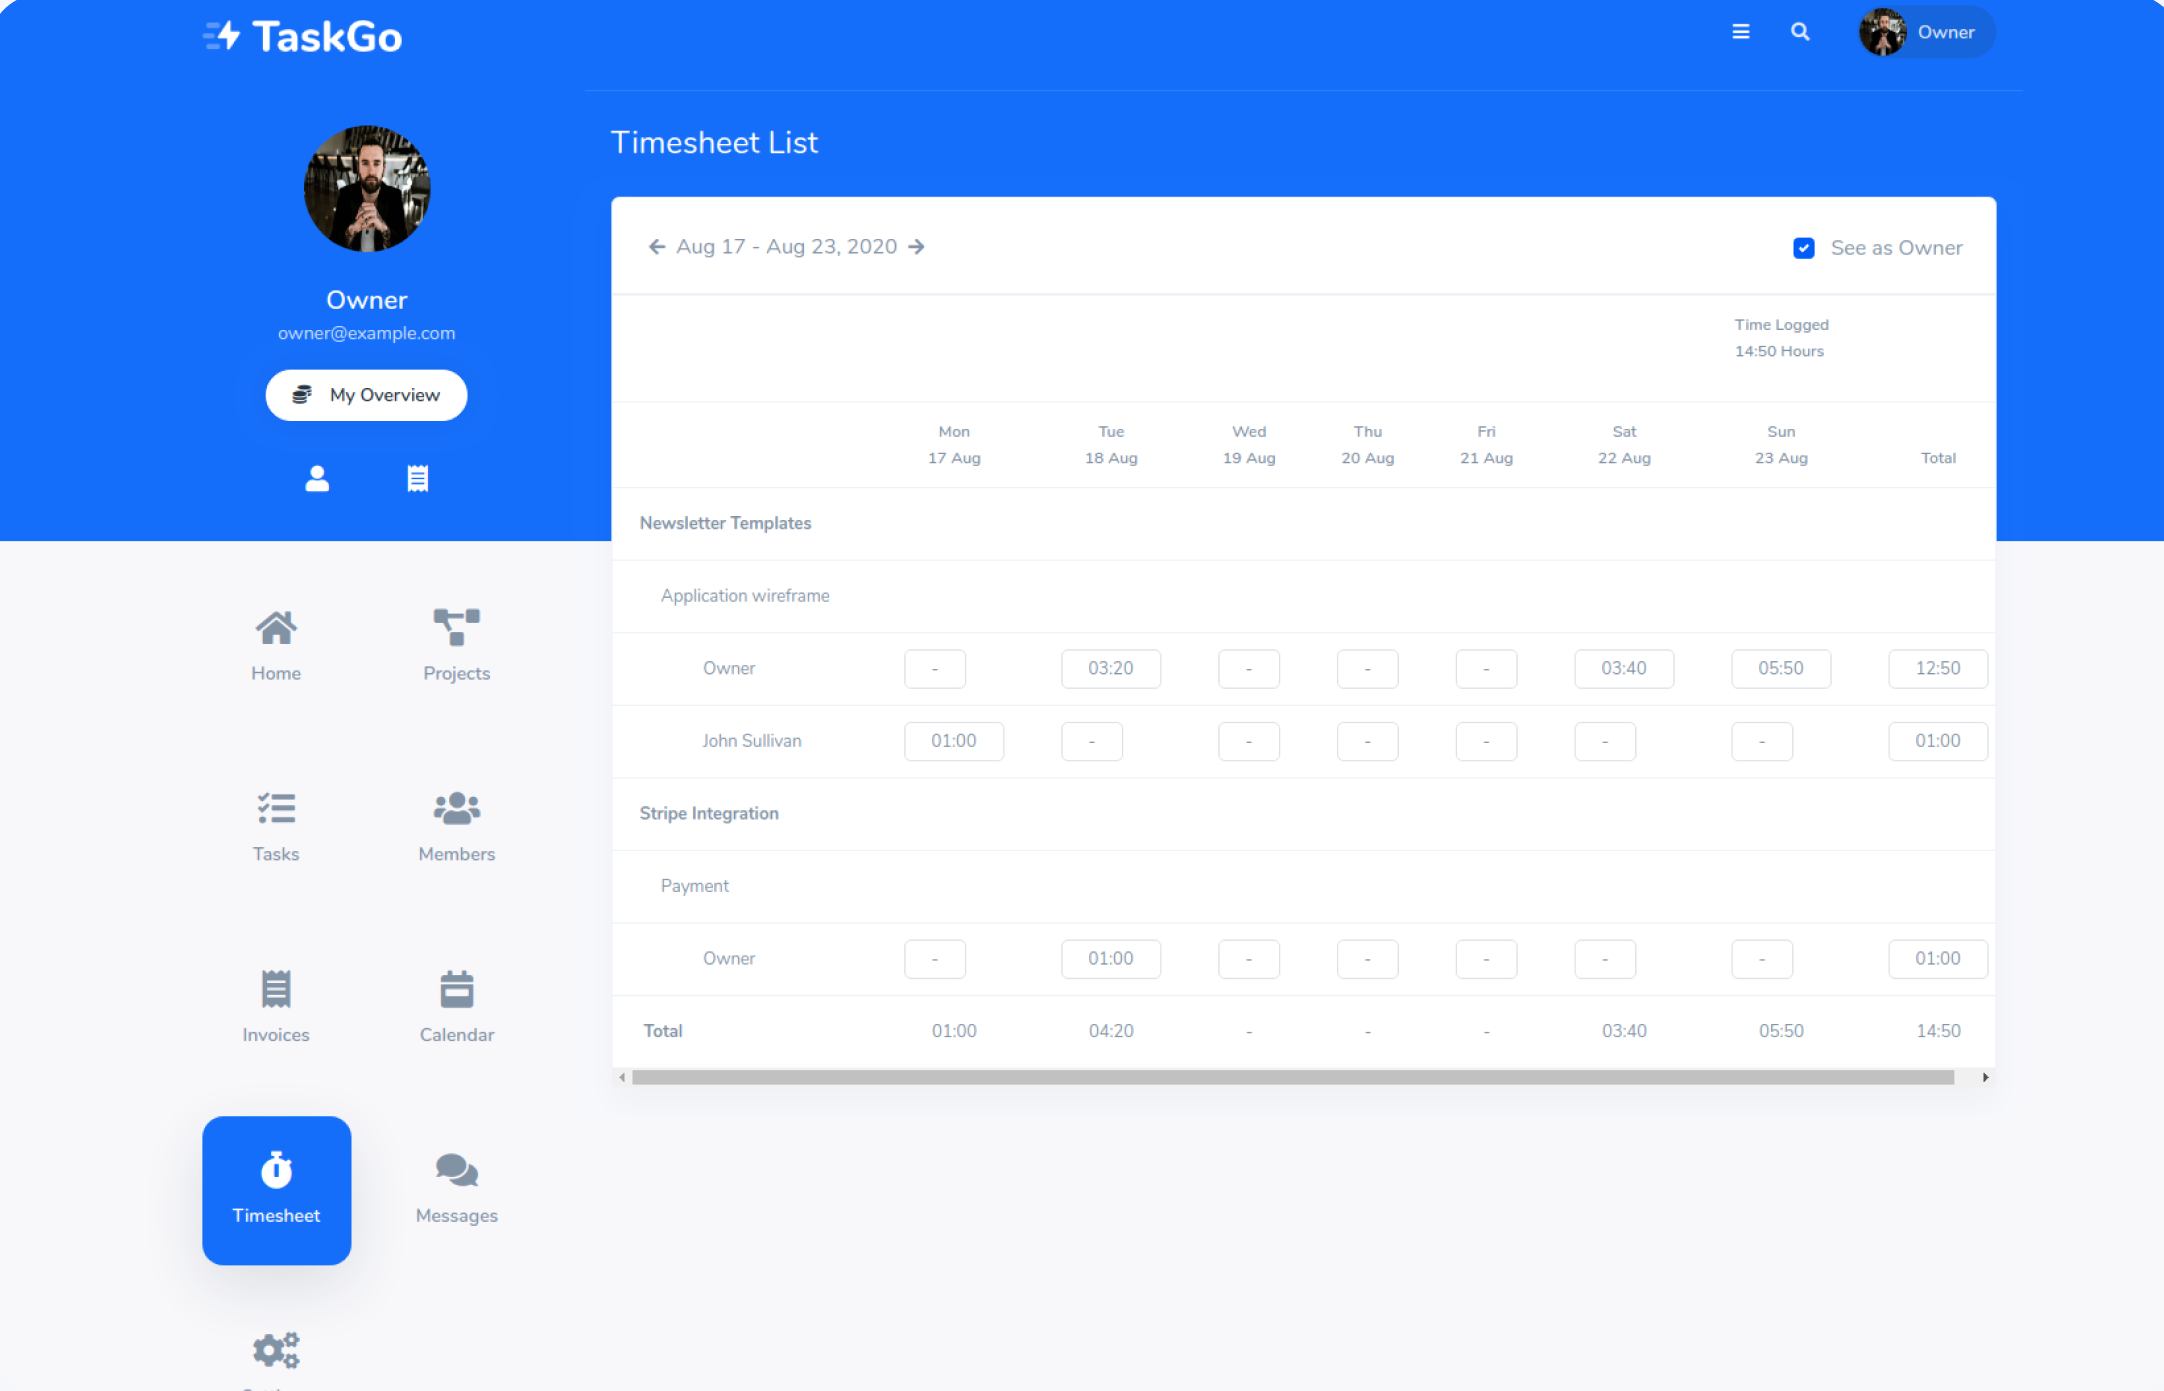 TaskGo
Owner
Owner
owner@example.com
My Overview
Home
Projects
Tasks
Members
Invoices
Calendar
Timesheet
Messages
Timesheet List
Aug 17 - Aug 23, 2020
See as Owner
Time Logged
14:50 Hours
Mon Tue Wed Thu Fri Sat Sun
17 Aug 18 Aug 19 Aug 20 Aug 21 Aug 22 Aug 23 Aug Total
Newsletter Templates
Application wireframe
Owner - 03:20 - - - 03:40 05:50 12:50
John Sullivan 01:00 - - - - - - 01:00
Stripe Integration
Payment
Owner - 01:00 - - - - - 01:00
Total 01:00 04:20 - - - 03:40 05:50 14:50